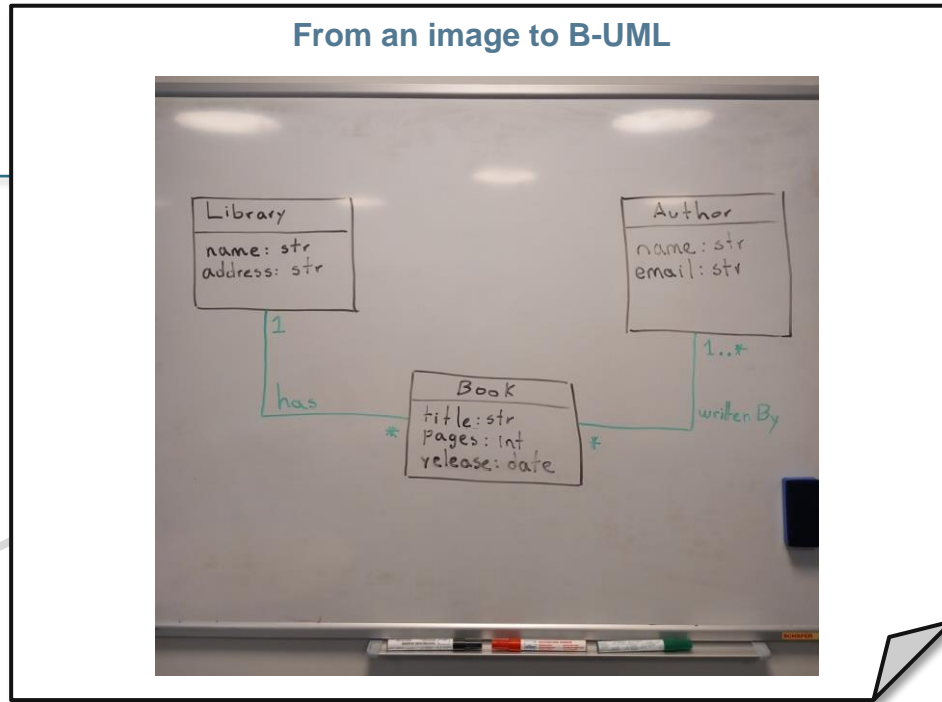 From an image to B-UML
Library
name: str
address: str
1
has
*
Author
name: str
email: str
1..*
written By
*
Book
title: str
pages: int
release: date
SCHÄFER